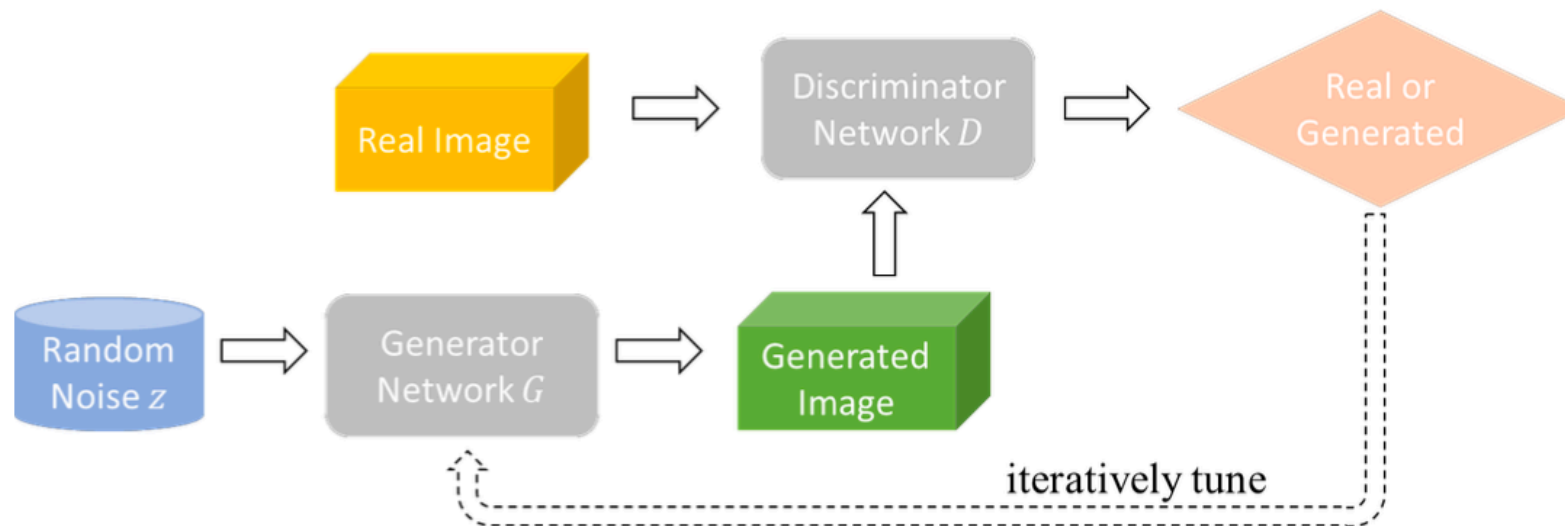 Real Image
Discriminator
Network D
Real or
Generated
Random
Noise z
Generator
Network G
Generated
Image
iteratively tune